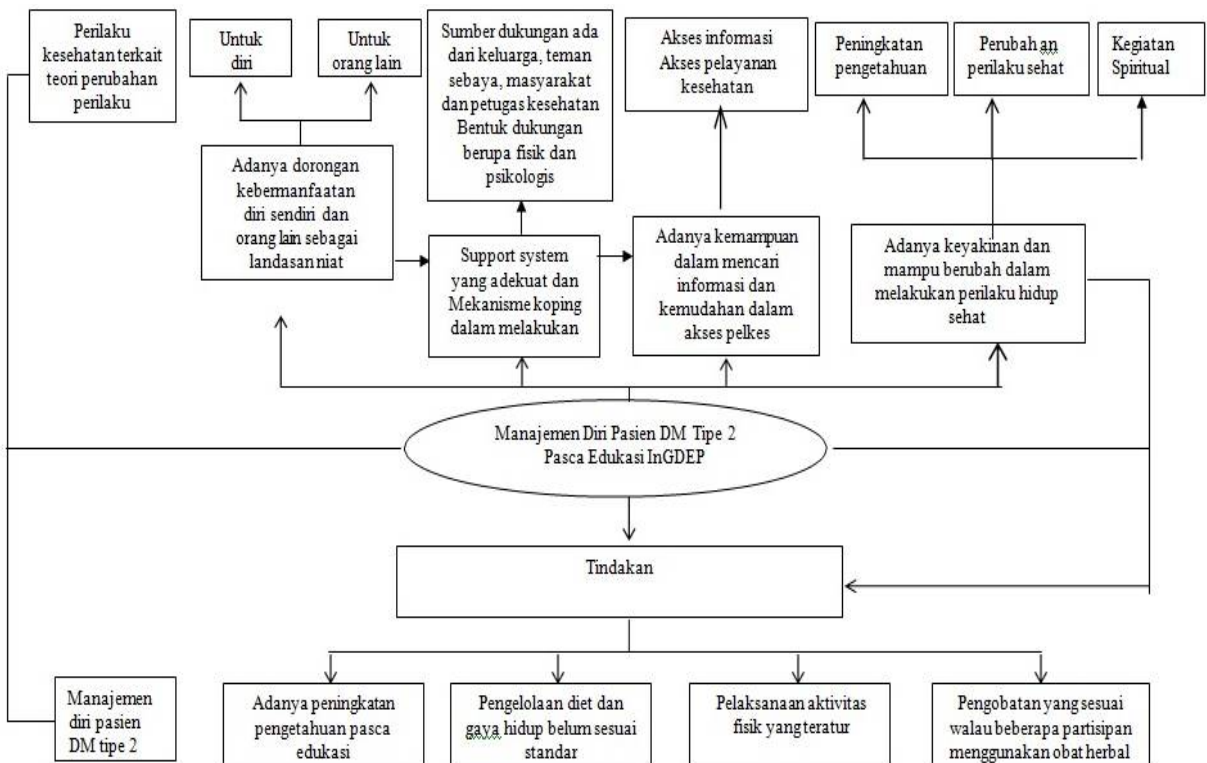 Perilaku
kesehatan terkait
teori perubahan
perilaku
Untuk
diri
Untuk
orang lain
Sumber dukungan ada
dari keluarga, teman
sebaya, masyarakat
dan petugas kesehatan
Bentuk dukungan
berupa fisik dan
psikologis
Akses informasi
Akses pelayanan
kesehatan
Peningkatan
pengetahuan
Perubahan
perilaku sehat
Kegiatan
Spiritual
Adanya dorongan
kebermanfaatan
diri sendiri dan
orang lain sebagai
landasan niat
Support system
yang adekuat dan
Mekanisme koping
dalam melakukan
Adanya kemampuan
dalam mencari
informasi dan
kemudahan dalam
akses pelkes
Adanya keyakinan dan
mampu berubah dalam
melakukan perilaku hidup
sehat
Manajemen Diri Pasien DM Tipe 2
Pasca Edukasi InGDEP
Tindakan
Manajemen
diri pasien
DM tipe 2
Adanya peningkatan
pengetahuan pasca
edukasi
Pengelolaan diet dan
gaya hidup belum sesuai
standar
Pelaksanaan aktivitas
fisik yang teratur
Pengobatan yang sesuai
walau beberapa partisipan
menggunakan obat herbal